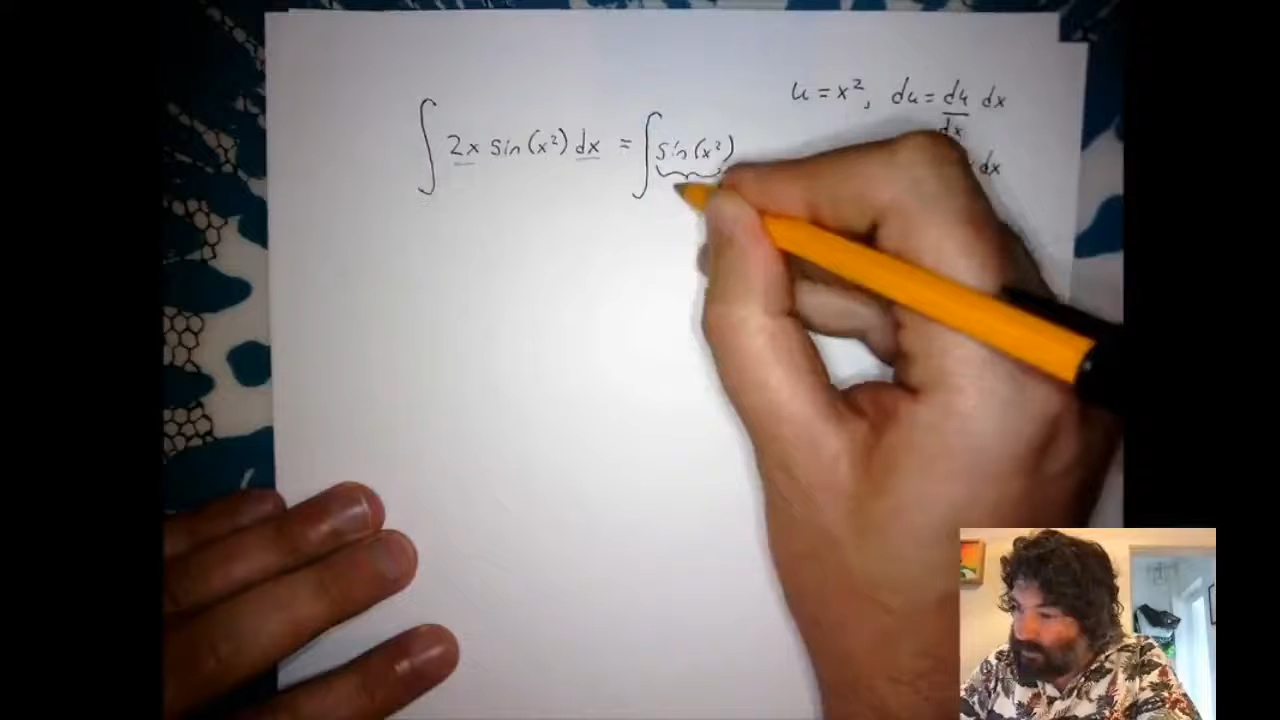 ∫ 2x sin(x²) dx = ∫ sin(x²)
u = x², du = du/dx dx
dx